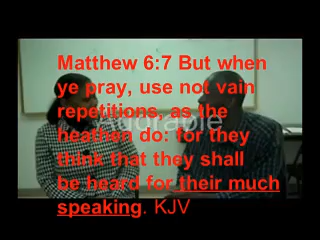 Matthew 6:7 But when
ye pray, use not vain
repetitions, as the
heathen do: for they
think that they shall
be heard for their much
speaking. KJV